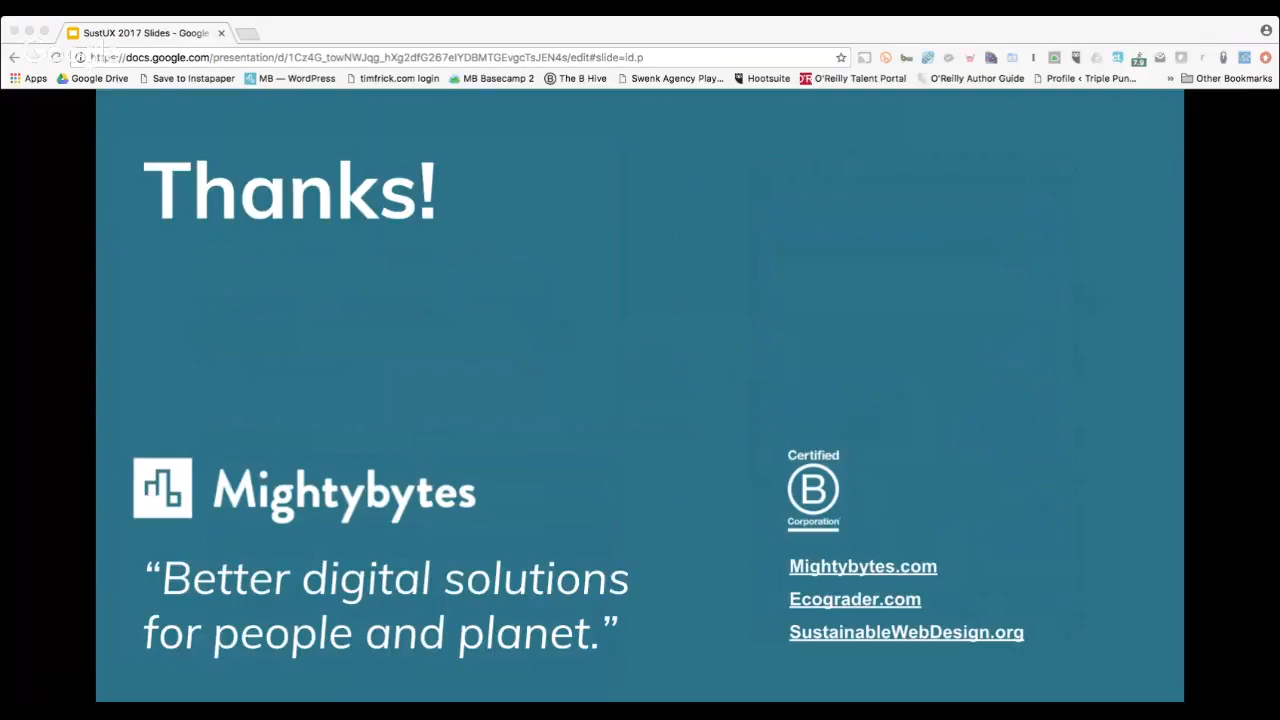 SustUX 2017 Slides - Google
https://docs.google.com/presentation/d/1Cz4G_towNWJqg_hXg2dfG267eIYDBMTGEvgcTsJEN4s/edit#slide=id.p
Apps Google Drive Save to Instapaper MB — WordPress timfrick.com login MB Basecamp 2 The B Hive Swenk Agency Play... Hootsuite O'Reilly Talent Portal O'Reilly Author Guide Profile ‹ Triple Pun... » Other Bookmarks
Thanks!
Mightybytes
“Better digital solutions
for people and planet.”
Certified
B
Corporation
Mightybytes.com
Ecograder.com
SustainableWebDesign.org